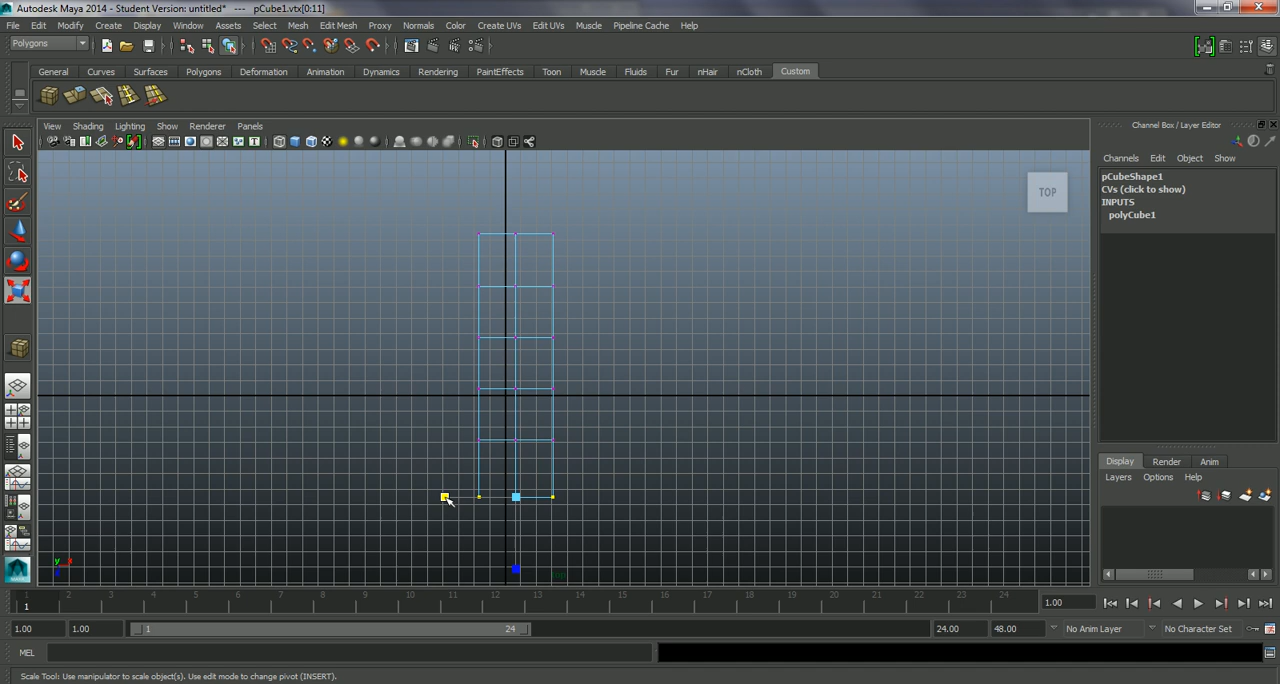 Autodesk Maya 2014 - Student Version: untitled* --- pCube1.vtx[0:11]
File Edit Modify Create Display Window Assets Select Mesh Edit Mesh Proxy Normals Color Create UVs Edit UVs Muscle Pipeline Cache Help
Polygons
General Curves Surfaces Polygons Deformation Animation Dynamics Rendering PaintEffects Toon Muscle Fluids Fur nHair nCloth Custom
View Shading Lighting Show Renderer Panels
Channel Box / Layer Editor
Channels Edit Object Show
pCubeShape1
CVs (click to show)
INPUTS
polyCube1
TOP
Display Render Anim
Layers Options Help
y x
top
1 2 3 4 5 6 7 8 9 10 11 12 13 14 15 16 17 18 19 20 21 22 23 24
1
1.00
1.00 1.00 1 24 24.00 48.00 No Anim Layer No Character Set
MEL
Scale Tool: Use manipulator to scale object(s). Use edit mode to change pivot (INSERT).